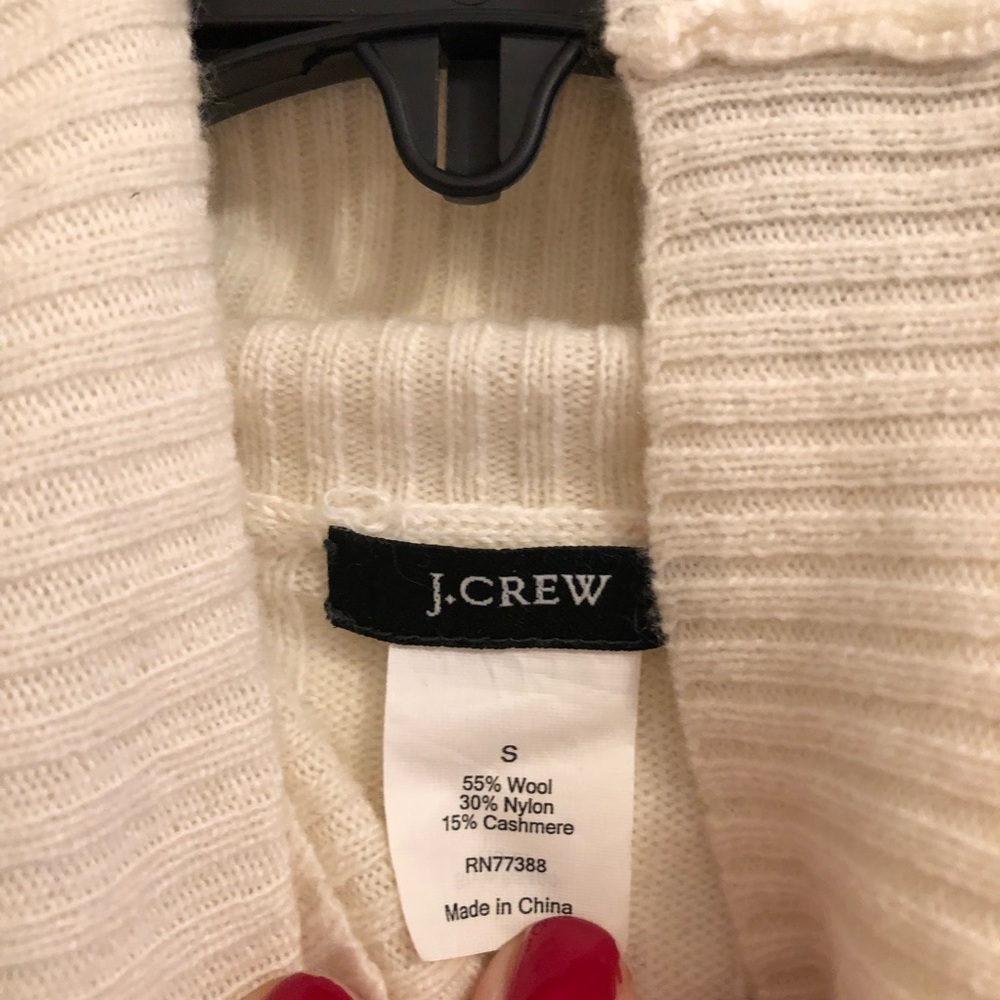 J.CREW
S
55% Wool
30% Nylon
15% Cashmere
RN77388
Made in China